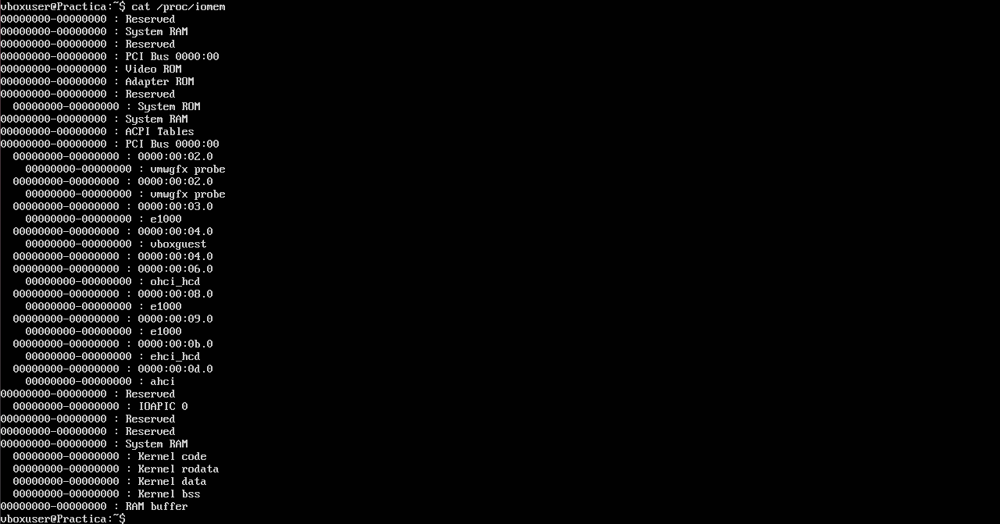 vboxuser@Practica:~$ cat /proc/iomem
00000000-00000000 : Reserved
00000000-00000000 : System RAM
00000000-00000000 : Reserved
00000000-00000000 : PCI Bus 0000:00
00000000-00000000 : Video ROM
00000000-00000000 : Adapter ROM
00000000-00000000 : Reserved
  00000000-00000000 : System ROM
00000000-00000000 : System RAM
00000000-00000000 : ACPI Tables
00000000-00000000 : PCI Bus 0000:00
  00000000-00000000 : 0000:00:02.0
    00000000-00000000 : vmwgfx probe
  00000000-00000000 : 0000:00:02.0
    00000000-00000000 : vmwgfx probe
  00000000-00000000 : 0000:00:03.0
    00000000-00000000 : e1000
  00000000-00000000 : 0000:00:04.0
    00000000-00000000 : vboxguest
  00000000-00000000 : 0000:00:04.0
  00000000-00000000 : 0000:00:06.0
    00000000-00000000 : ohci_hcd
  00000000-00000000 : 0000:00:08.0
    00000000-00000000 : e1000
  00000000-00000000 : 0000:00:09.0
    00000000-00000000 : e1000
  00000000-00000000 : 0000:00:0b.0
    00000000-00000000 : ehci_hcd
  00000000-00000000 : 0000:00:0d.0
    00000000-00000000 : ahci
00000000-00000000 : Reserved
  00000000-00000000 : IOAPIC 0
00000000-00000000 : Reserved
00000000-00000000 : Reserved
00000000-00000000 : System RAM
  00000000-00000000 : Kernel code
  00000000-00000000 : Kernel rodata
  00000000-00000000 : Kernel data
  00000000-00000000 : Kernel bss
00000000-00000000 : RAM buffer
vboxuser@Practica:~$